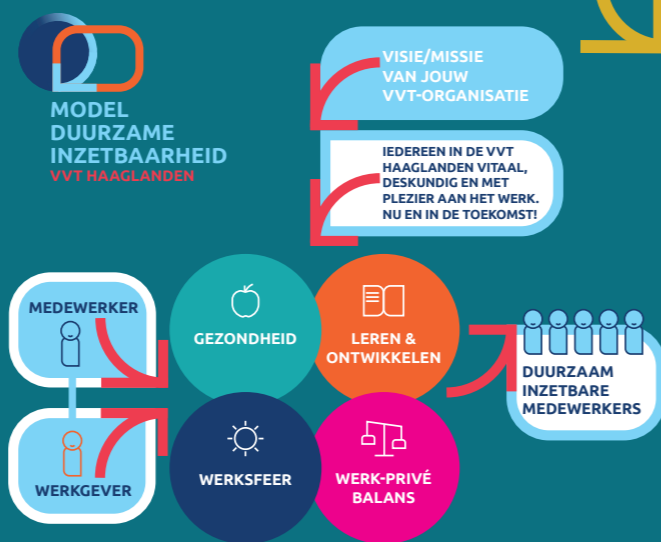 MODEL
DUURZAME
INZETBAARHEID
VVT HAAGLANDEN
VISIE/MISSIE
VAN JOUW
VVT-ORGANISATIE
IEDEREEN IN DE VVT
HAAGLANDEN VITAAL,
DESKUNDIG EN MET
PLEZIER AAN HET WERK.
NU EN IN DE TOEKOMST!
MEDEWERKER
WERKGEVER
GEZONDHEID
LEREN &
ONTWIKKELEN
WERKSFEER
WERK-PRIVÉ
BALANS
DUURZAAM
INZETBARE
MEDEWERKERS